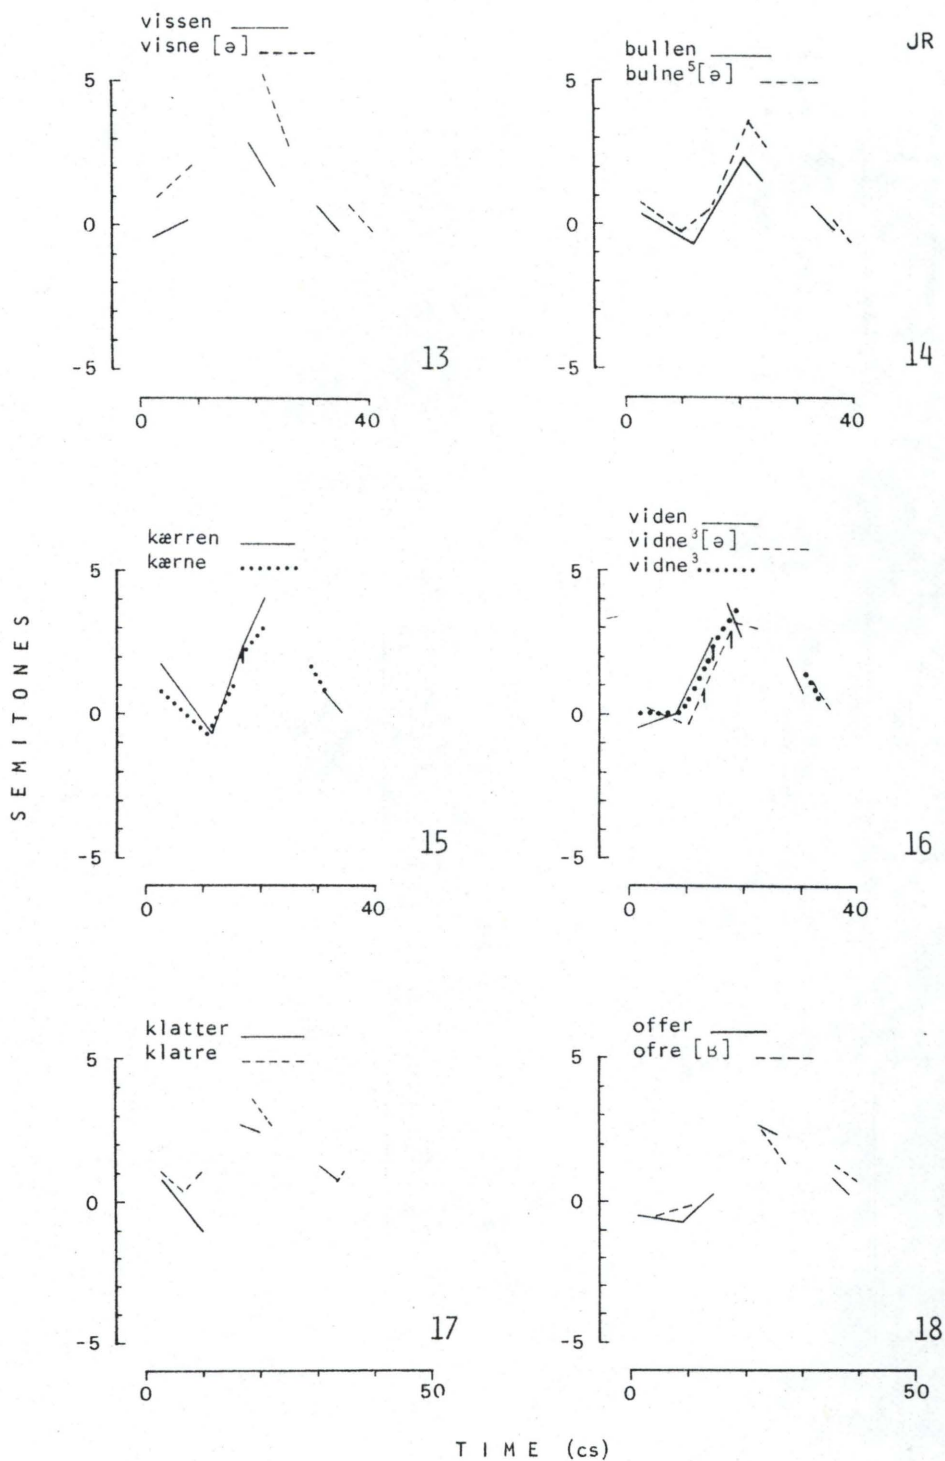 JR
vissen
visne [ə]
5
0
-5
0 40
13
bullen
bulne⁵[ə]
5
0
-5
0 40
14
kærren
kærne
5
0
-5
0 40
15
viden
vidne³[ə]
vidne³
5
0
-5
0 40
16
klatter
klatre
5
0
-5
0 50
17
offer
ofre [ʁ]
5
0
-5
0 50
18
SEMITONES
TIME (cs)